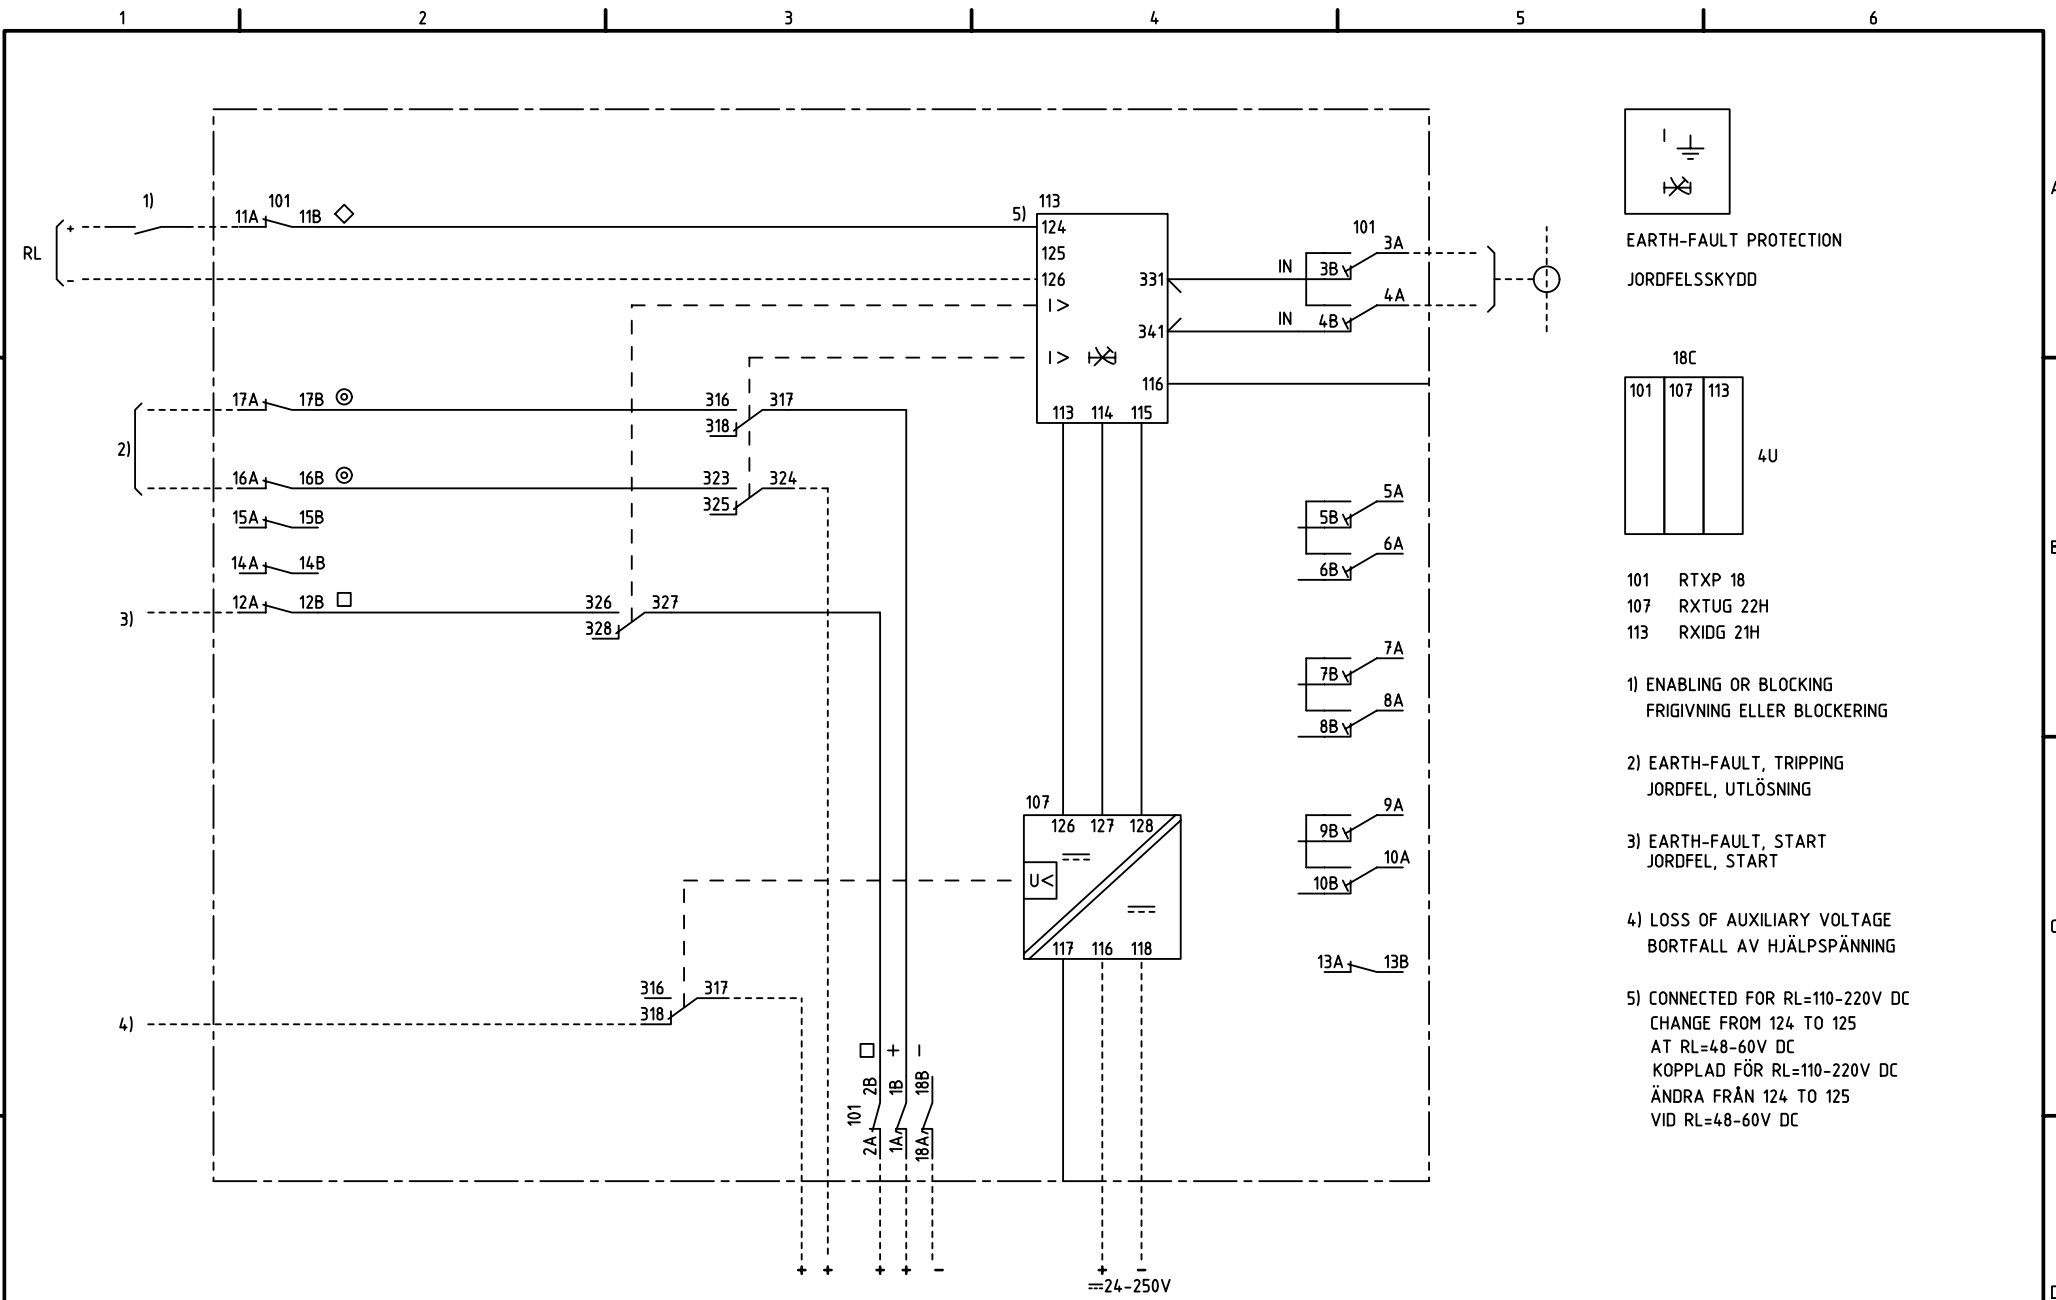 1 2 3 4 5 6
1) 101 113
11A 11B 5) 124 101 3A
RL + 125 IN 3B
- 126 331
I> IN 4A
341 4B
I>
116
17A 17B 316 317 113 114 115
318
2)
16A 16B 323 324 5A
325 5B
15A 15B
6A
14A 14B 6B
12A 12B 326 327
3) 328
7A
7B
8A
8B
107 9A
126 127 128 9B
10A
U< 10B
117 116 118 13A 13B
316 317
4) 318
+ -
2B 1B 18B
101
2A 1A 18A
+ + + + - + -
24-250V
I
EARTH-FAULT PROTECTION
JORDFELSSKYDD
18C
101 107 113
4U
101 RTXP 18
107 RXTUG 22H
113 RXIDG 21H
1) ENABLING OR BLOCKING
FRIGIVNING ELLER BLOCKERING
2) EARTH-FAULT, TRIPPING
JORDFEL, UTLÖSNING
3) EARTH-FAULT, START
JORDFEL, START
4) LOSS OF AUXILIARY VOLTAGE
BORTFALL AV HJÄLPSPÄNNING
5) CONNECTED FOR RL=110-220V DC
CHANGE FROM 124 TO 125
AT RL=48-60V DC
KOPPLAD FÖR RL=110-220V DC
ÄNDRA FRÅN 124 TO 125
VID RL=48-60V DC